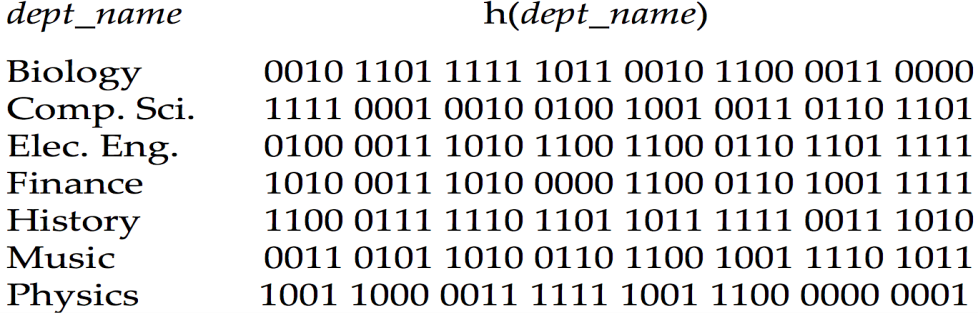 dept_name h(dept_name)
Biology 0010 1101 1111 1011 0010 1100 0011 0000
Comp. Sci. 1111 0001 0010 0100 1001 0011 0110 1101
Elec. Eng. 0100 0011 1010 1100 1100 0110 1101 1111
Finance 1010 0011 1010 0000 1100 0110 1001 1111
History 1100 0111 1110 1101 1011 1111 0011 1010
Music 0011 0101 1010 0110 1100 1001 1110 1011
Physics 1001 1000 0011 1111 1001 1100 0000 0001